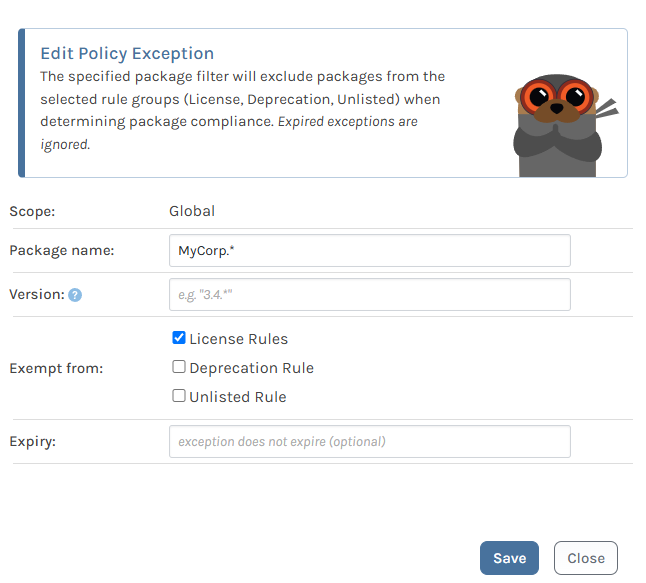 Edit Policy Exception
The specified package filter will exclude packages from the
selected rule groups (License, Deprecation, Unlisted) when
determining package compliance. Expired exceptions are
ignored.
Scope: Global
Package name: MyCorp.*
Version: ? e.g. "3.4.*"
License Rules
Exempt from: Deprecation Rule
Unlisted Rule
Expiry: exception does not expire (optional)
Save Close